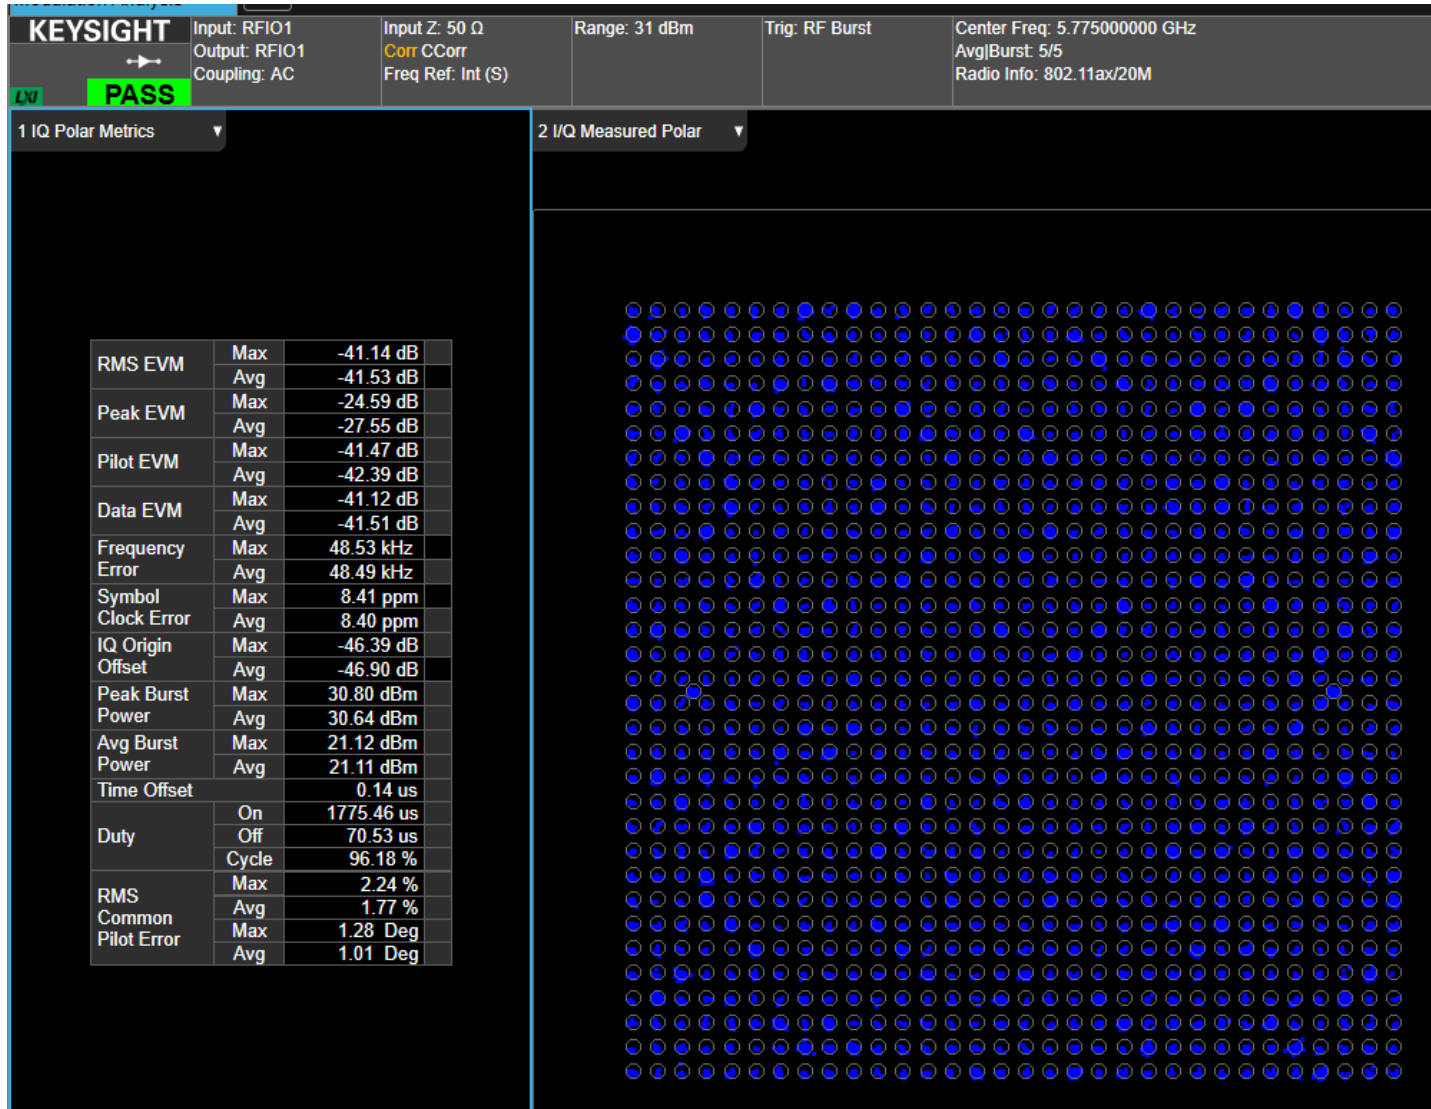 Modulation Analysis
KEYSIGHT
Input: RFIO1
Output: RFIO1
Coupling: AC
Input Z: 50 Ω
Corr CCorr
Freq Ref: Int (S)
Range: 31 dBm
Trig: RF Burst
Center Freq: 5.775000000 GHz
Avg|Burst: 5/5
Radio Info: 802.11ax/20M
LXI
PASS
1 IQ Polar Metrics
2 I/Q Measured Polar
RMS EVM Max -41.14 dB
Avg -41.53 dB
Peak EVM Max -24.59 dB
Avg -27.55 dB
Pilot EVM Max -41.47 dB
Avg -42.39 dB
Data EVM Max -41.12 dB
Avg -41.51 dB
Frequency Error Max 48.53 kHz
Avg 48.49 kHz
Symbol Clock Error Max 8.41 ppm
Avg 8.40 ppm
IQ Origin Offset Max -46.39 dB
Avg -46.90 dB
Peak Burst Power Max 30.80 dBm
Avg 30.64 dBm
Avg Burst Power Max 21.12 dBm
Avg 21.11 dBm
Time Offset 0.14 us
Duty On 1775.46 us
Off 70.53 us
Cycle 96.18 %
RMS Common Pilot Error Max 2.24 %
Avg 1.77 %
Max 1.28 Deg
Avg 1.01 Deg